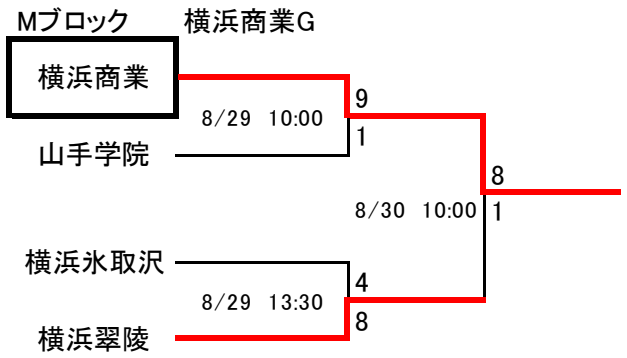 Mブロック 横浜商業G
横浜商業
9
8/29 10:00
1
山手学院
8
8/30 10:00
1
横浜氷取沢
4
8/29 13:30
8
横浜翠陵